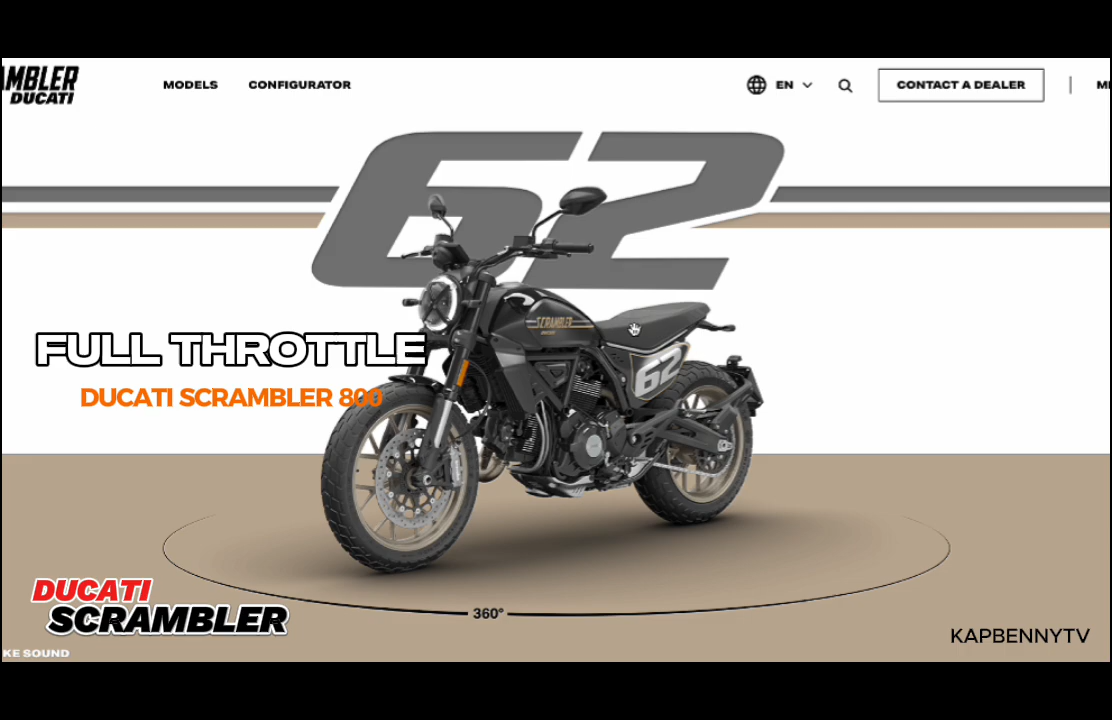 AMBLER
DUCATI
MODELS
CONFIGURATOR
EN
CONTACT A DEALER
62
SCRAMBLER
62
FULL THROTTLE
DUCATI SCRAMBLER 800
360°
DUCATI
SCRAMBLER
KAPBENNYTV
KE SOUND